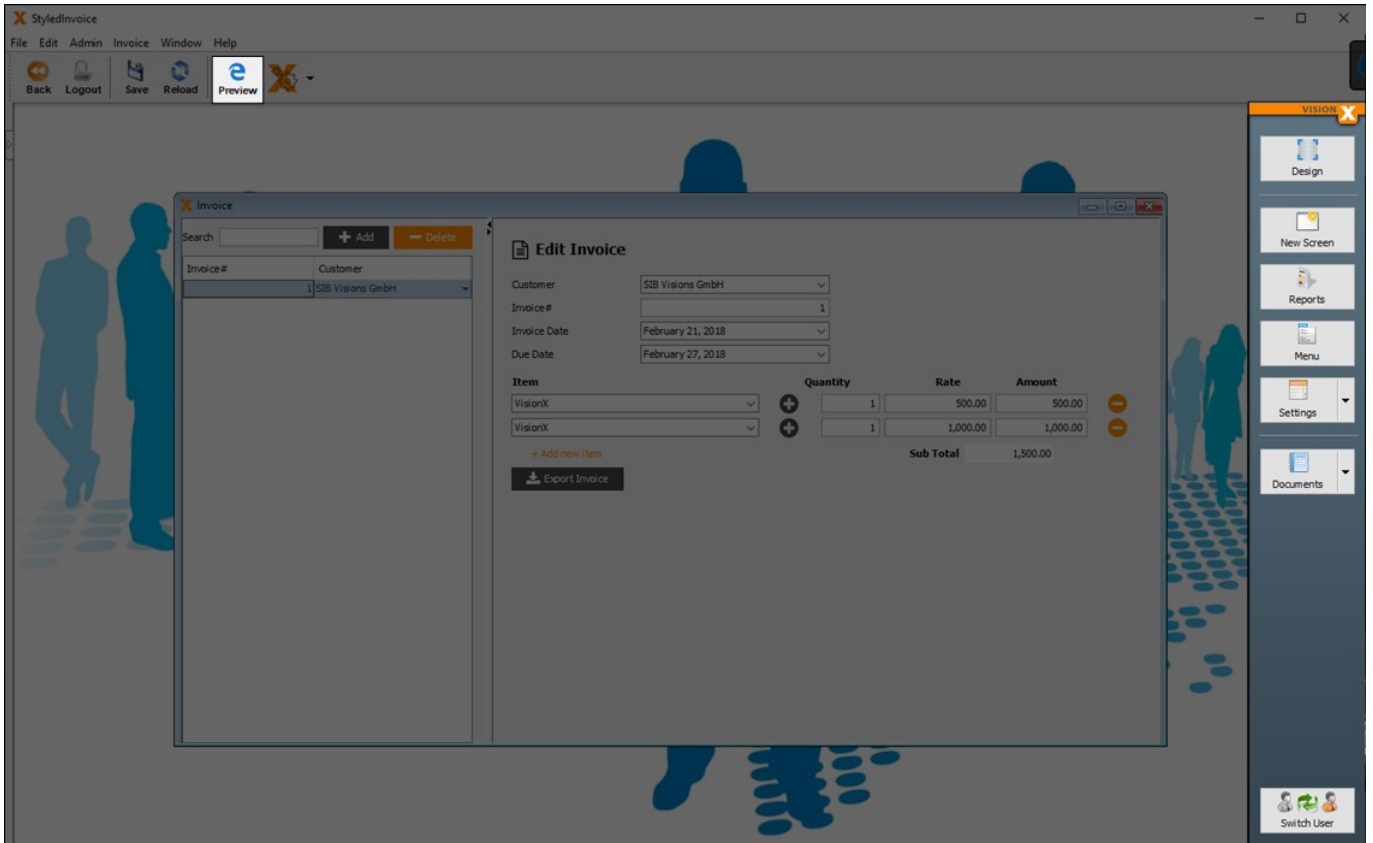 StyledInvoice
File Edit Admin Invoice Window Help
Back Logout Save Reload Preview
VISION X
Design
New Screen
Reports
Menu
Settings
Documents
Switch User
Invoice
Search Add Delete
Invoice# Customer
1 SIB Visions GmbH
Edit Invoice
Customer SIB Visions GmbH
Invoice# 1
Invoice Date February 21, 2018
Due Date February 27, 2018
Item Quantity Rate Amount
VisionX 1 500.00 500.00
VisionX 1 1,000.00 1,000.00
+ Add new item Sub Total 1,500.00
Export Invoice